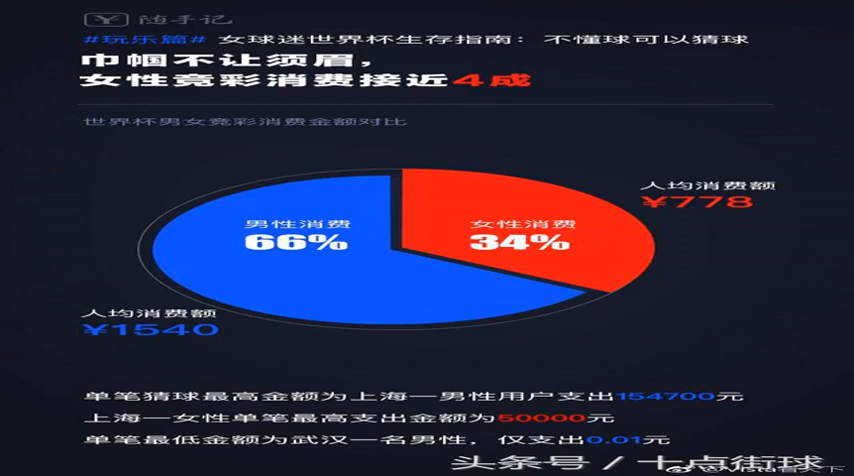 随手记
#玩乐篇# 女球迷世界杯生存指南：不懂球可以猜球
巾帼不让须眉，
女性竞彩消费接近4成
世界杯男女竞彩消费金额对比
人均消费额
¥778
男性消费
66%
女性消费
34%
人均消费额
¥1540
单笔猜球最高金额为上海一男性用户支出154700元
上海一女性单笔最高支出金额为50000元
单笔最低金额为武汉一名男性，仅支出0.01元
头条号 / 十点街球